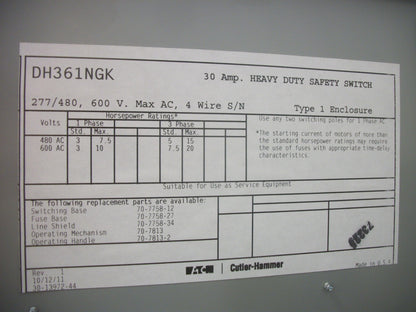 DH361NGK
30 Amp. HEAVY DUTY SAFETY SWITCH
277/480, 600 V. Max AC, 4 Wire S/N
Type 1 Enclosure
Horsepower Ratings*
Volts 1 Phase 3 Phase
Std. Max. Std. Max.
480 AC 3 7.5 5 15
600 AC 3 10 7.5 20
Use any two switching poles for 1 Phase AC
*The starting current of motors of more than
the standard horsepower ratings may require
the use of fuses with appropriate time-delay
characteristics.
Suitable for Use as Service Equipment
The following replacement parts are available:
Switching Base 70-7758-12
Fuse Base 70-7758-27
Line Shield 70-7758-34
Operating Mechanism 70-7813
Operating Handle 70-7813-2
Rev. 1
10/12/11
30-13972-44
EATON Cutler-Hammer
Made in U.S.A